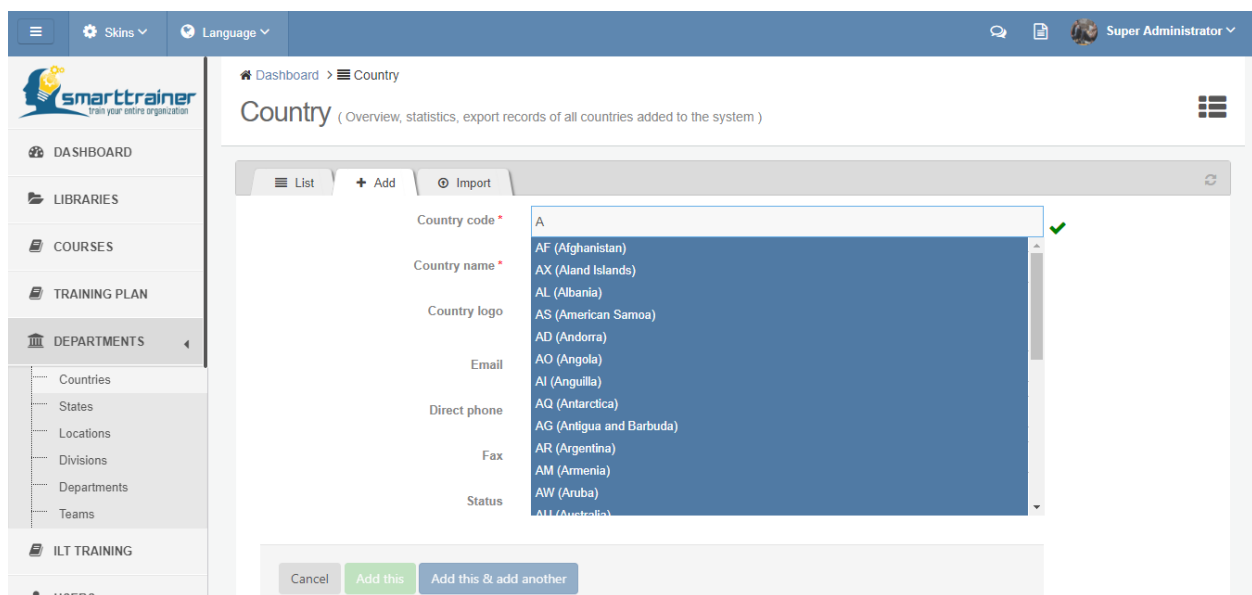 Skins
Language
Super Administrator
smarttrainer
train your entire organization
Dashboard > Country
Country ( Overview, statistics, export records of all countries added to the system )
DASHBOARD
LIBRARIES
COURSES
TRAINING PLAN
DEPARTMENTS
Countries
States
Locations
Divisions
Departments
Teams
ILT TRAINING
USERS
List
+ Add
Import
Country code * A
AF (Afghanistan)
AX (Aland Islands)
AL (Albania)
AS (American Samoa)
AD (Andorra)
AO (Angola)
AI (Anguilla)
AQ (Antarctica)
AG (Antigua and Barbuda)
AR (Argentina)
AM (Armenia)
AW (Aruba)
AU (Australia)
Country name *
Country logo
Email
Direct phone
Fax
Status
Cancel
Add this
Add this & add another